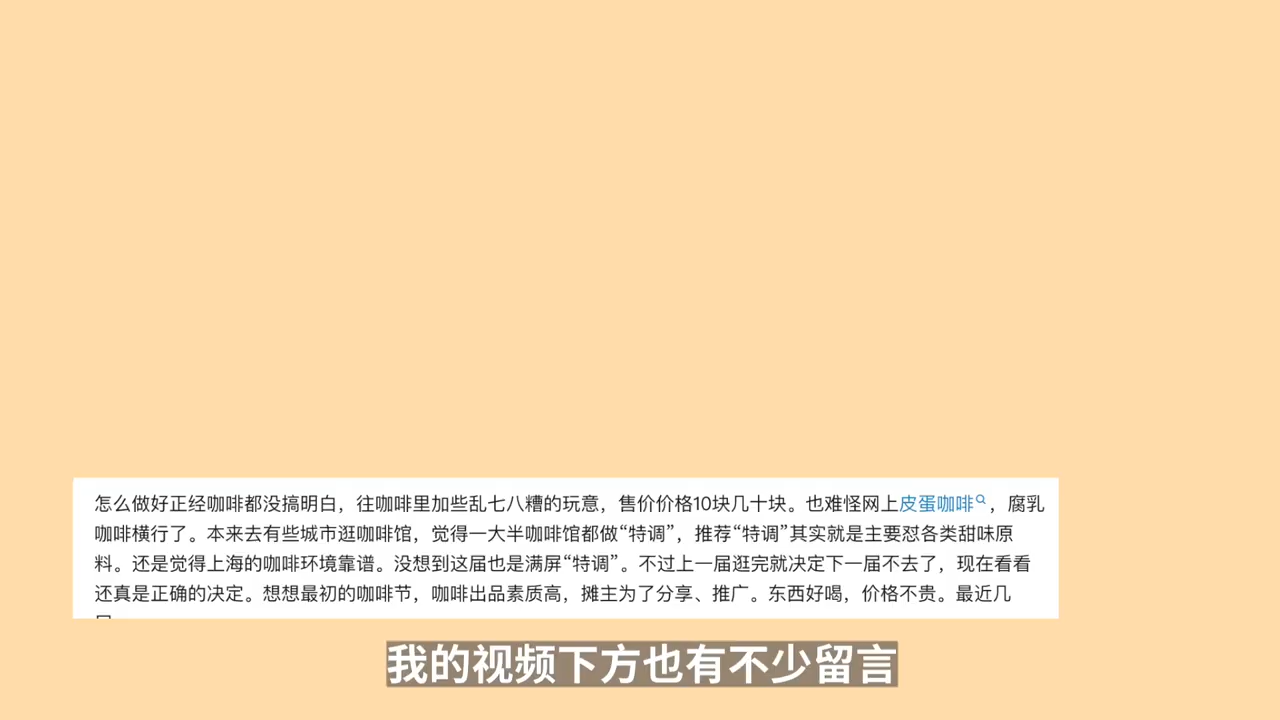 怎么做好正经咖啡都没搞明白，往咖啡里加些乱七八糟的玩意，售价价格10块几十块。也难怪网上皮蛋咖啡，腐乳
咖啡横行了。本来去有些城市逛咖啡馆，觉得一大半咖啡馆都做“特调”，推荐“特调”其实就是主要怼各类甜味原
料。还是觉得上海的咖啡环境靠谱。没想到这届也是满屏“特调”。不过上一届逛完就决定下一届不去了，现在看看
还真是正确的决定。想想最初的咖啡节，咖啡出品素质高，摊主为了分享、推广。东西好喝，价格不贵。最近几
我的视频下方也有不少留言